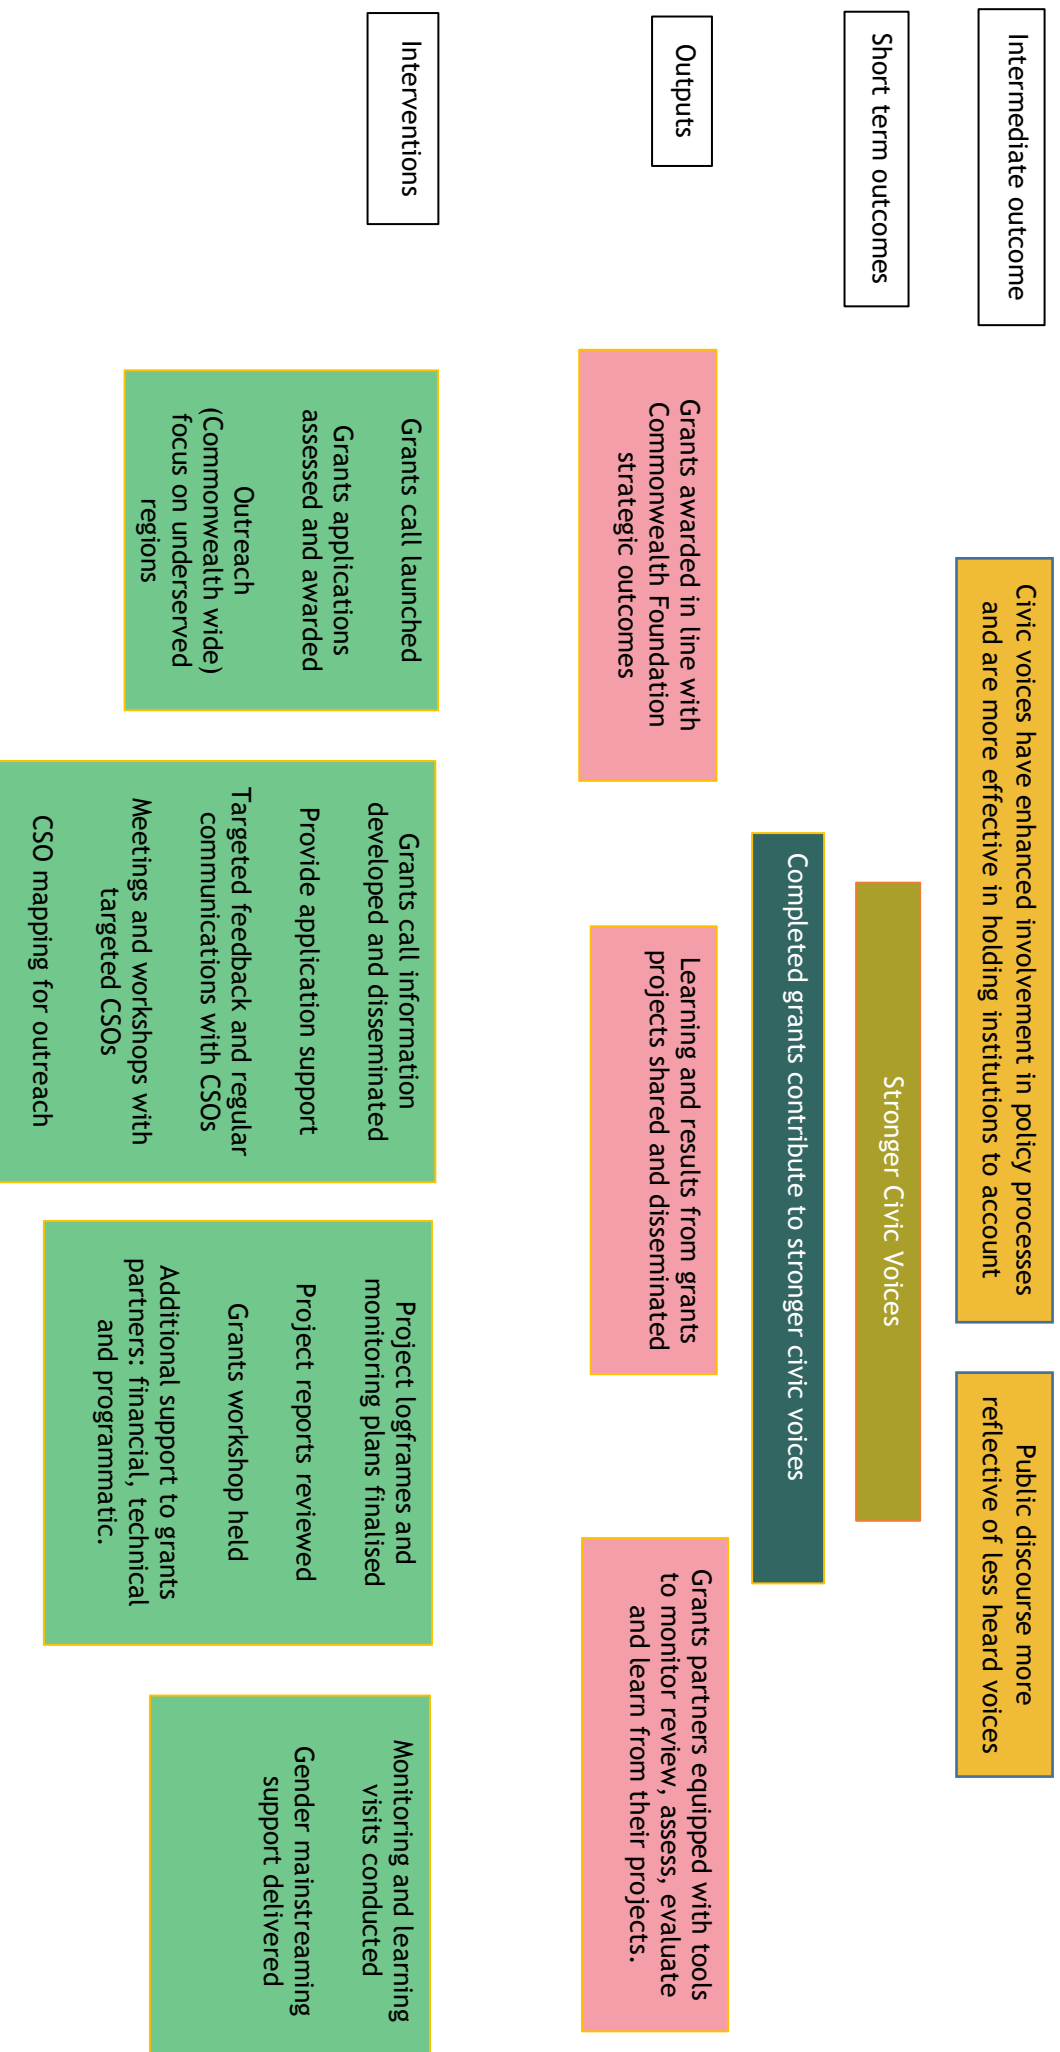 Intermediate outcome
Civic voices have enhanced involvement in policy processes
and are more effective in holding institutions to account
Public discourse more
reflective of less heard voices
Short term outcomes
Stronger Civic Voices
Completed grants contribute to stronger civic voices
Outputs
Grants awarded in line with
Commonwealth Foundation
strategic outcomes
Learning and results from grants
projects shared and disseminated
Grants partners equipped with tools
to monitor review, assess, evaluate
and learn from their projects.
Interventions
Grants call launched
Grants applications
assessed and awarded
Outreach
(Commonwealth wide)
focus on underserved
regions
Grants call information
developed and disseminated
Provide application support
Targeted feedback and regular
communications with CSOs
Meetings and workshops with
targeted CSOs
CSO mapping for outreach
Project logframes and
monitoring plans finalised
Project reports reviewed
Grants workshop held
Additional support to grants
partners: financial, technical
and programmatic.
Monitoring and learning
visits conducted
Gender mainstreaming
support delivered